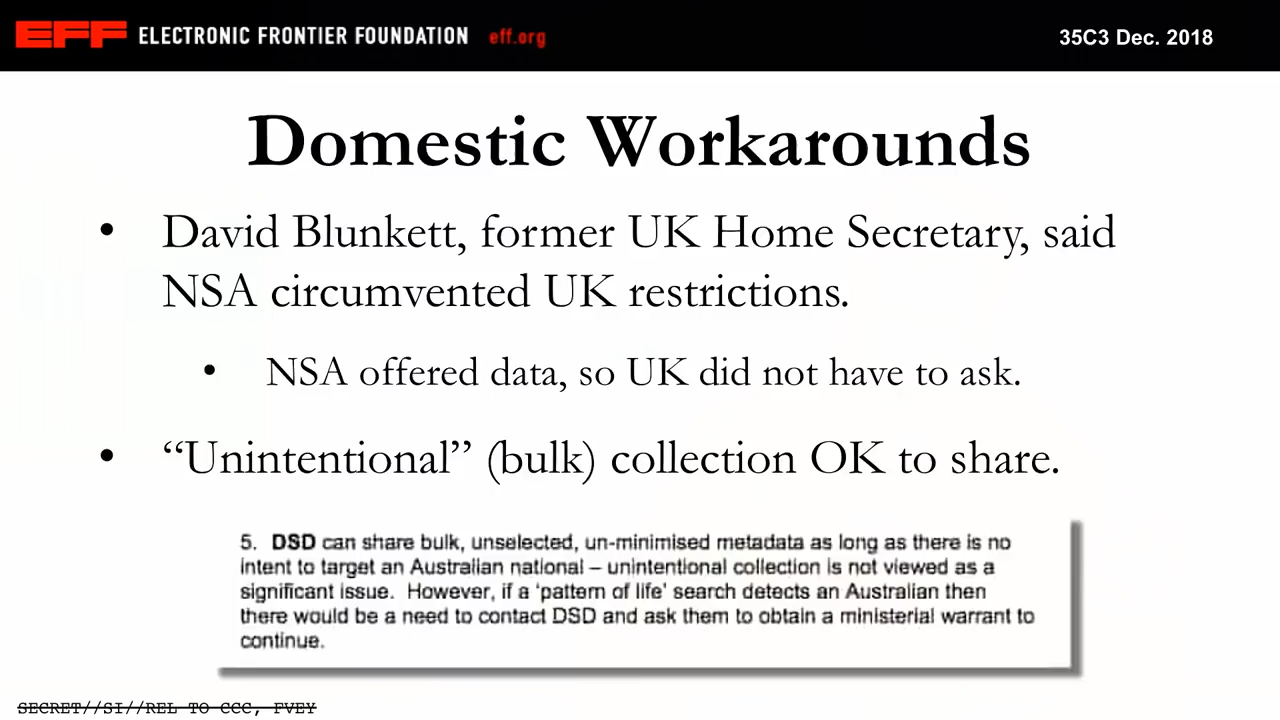 EFF ELECTRONIC FRONTIER FOUNDATION eff.org
35C3 Dec. 2018
Domestic Workarounds
• David Blunkett, former UK Home Secretary, said
NSA circumvented UK restrictions.
• NSA offered data, so UK did not have to ask.
• “Unintentional” (bulk) collection OK to share.
5. DSD can share bulk, unselected, un-minimised metadata as long as there is no
intent to target an Australian national – unintentional collection is not viewed as a
significant issue. However, if a ‘pattern of life’ search detects an Australian then
there would be a need to contact DSD and ask them to obtain a ministerial warrant to
continue.
SECRET//SI//REL TO CCC, FVEY